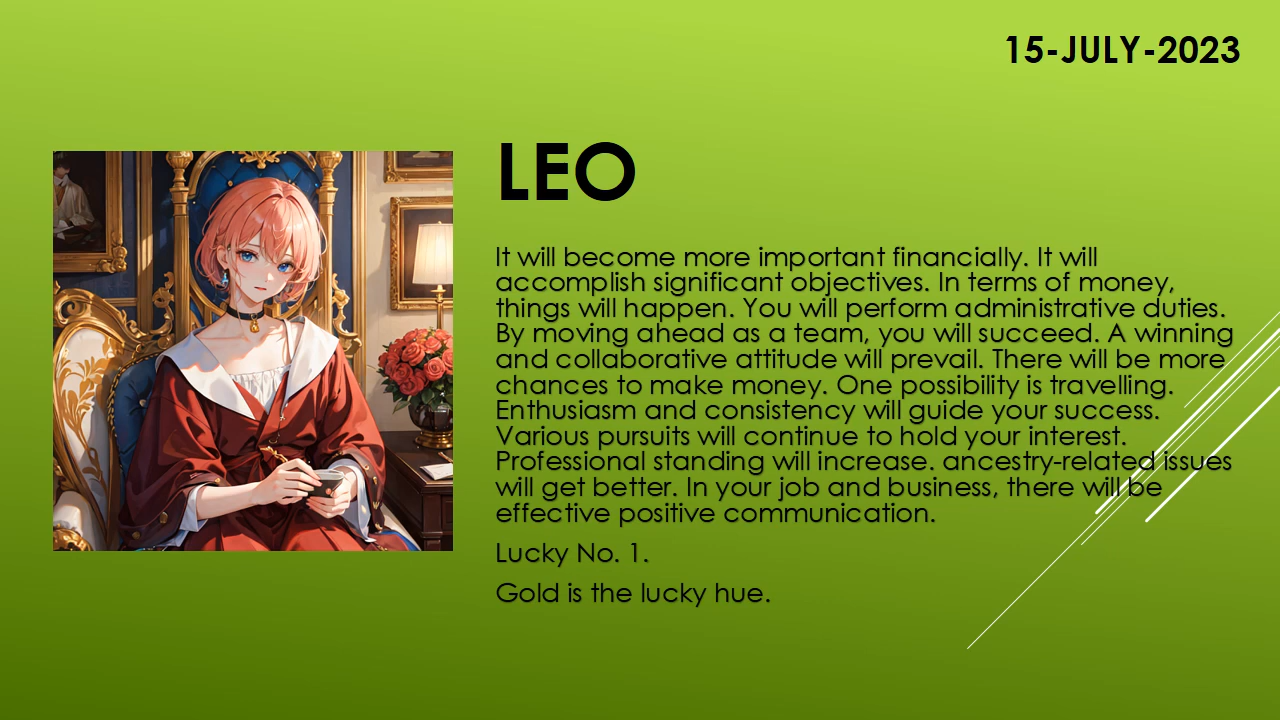 15-JULY-2023
LEO
It will become more important financially. It will
accomplish significant objectives. In terms of money,
things will happen. You will perform administrative duties.
By moving ahead as a team, you will succeed. A winning
and collaborative attitude will prevail. There will be more
chances to make money. One possibility is travelling.
Enthusiasm and consistency will guide your success.
Various pursuits will continue to hold your interest.
Professional standing will increase. ancestry-related issues
will get better. In your job and business, there will be
effective positive communication.
Lucky No. 1.
Gold is the lucky hue.